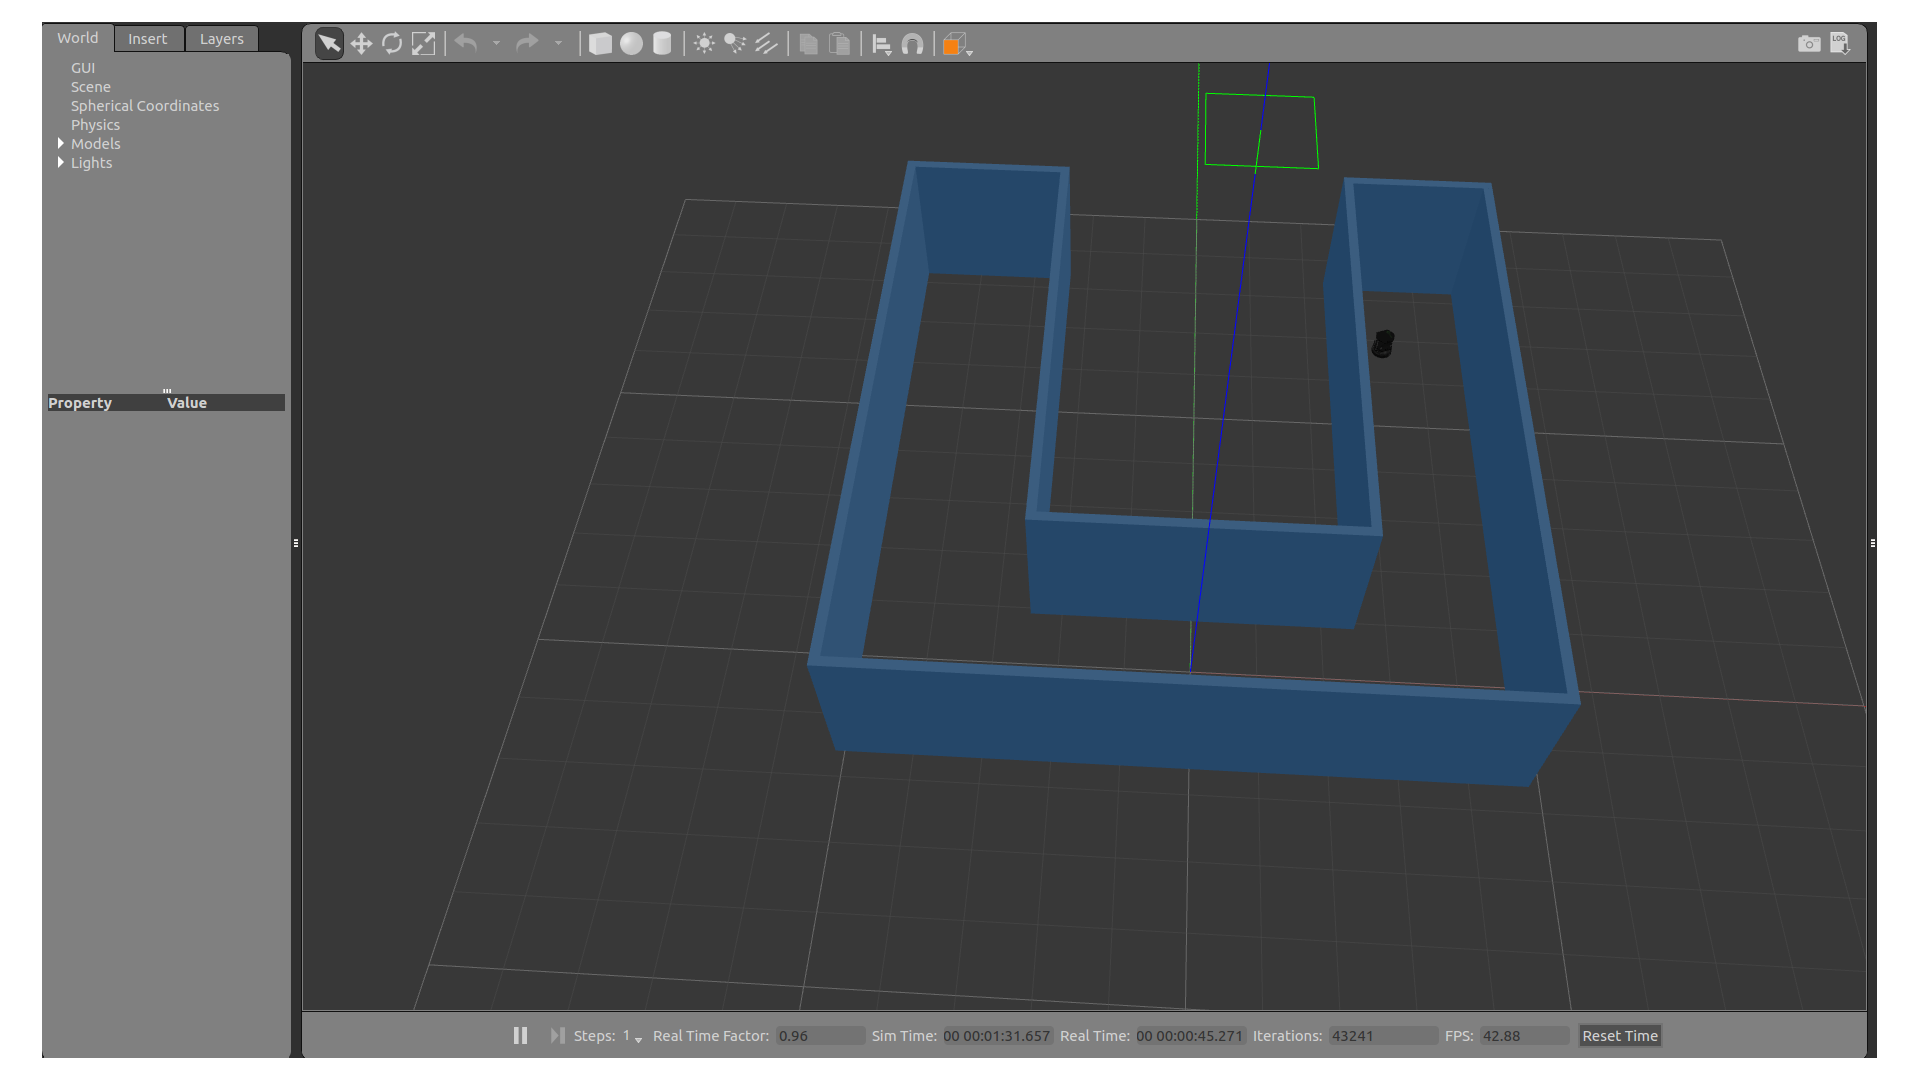 World Insert Layers
GUI
Scene
Spherical Coordinates
Physics
Models
Lights
Property Value
LOG
Steps: 1 Real Time Factor: 0.96 Sim Time: 00 00:01:31.657 Real Time: 00 00:00:45.271 Iterations: 43241 FPS: 42.88 Reset Time